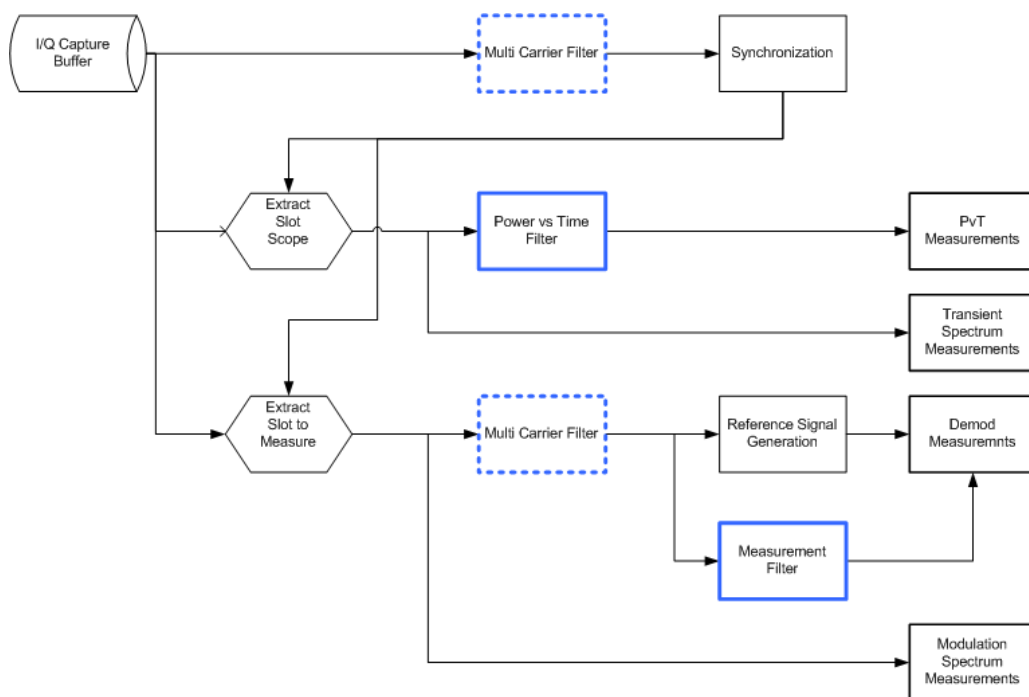 I/Q Capture
Buffer
Multi Carrier Filter
Synchronization
Extract
Slot
Scope
Power vs Time
Filter
PvT
Measurements
Transient
Spectrum
Measurements
Extract
Slot to
Measure
Multi Carrier Filter
Reference Signal
Generation
Demod
Measuremnts
Measurement
Filter
Modulation
Spectrum
Measurements